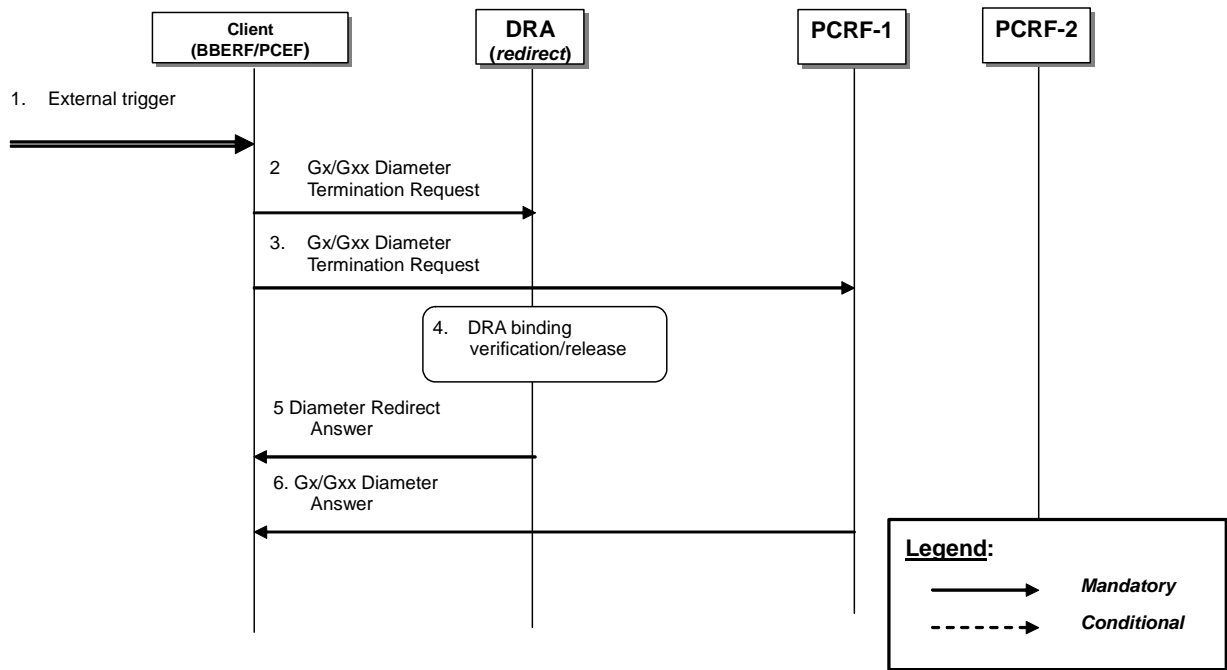 Client
(BBERF/PCEF)
DRA
(redirect)
PCRF-1
PCRF-2
1. External trigger
2 Gx/Gxx Diameter
Termination Request
3. Gx/Gxx Diameter
Termination Request
4. DRA binding
verification/release
5 Diameter Redirect
Answer
6. Gx/Gxx Diameter
Answer
Legend:
Mandatory
Conditional